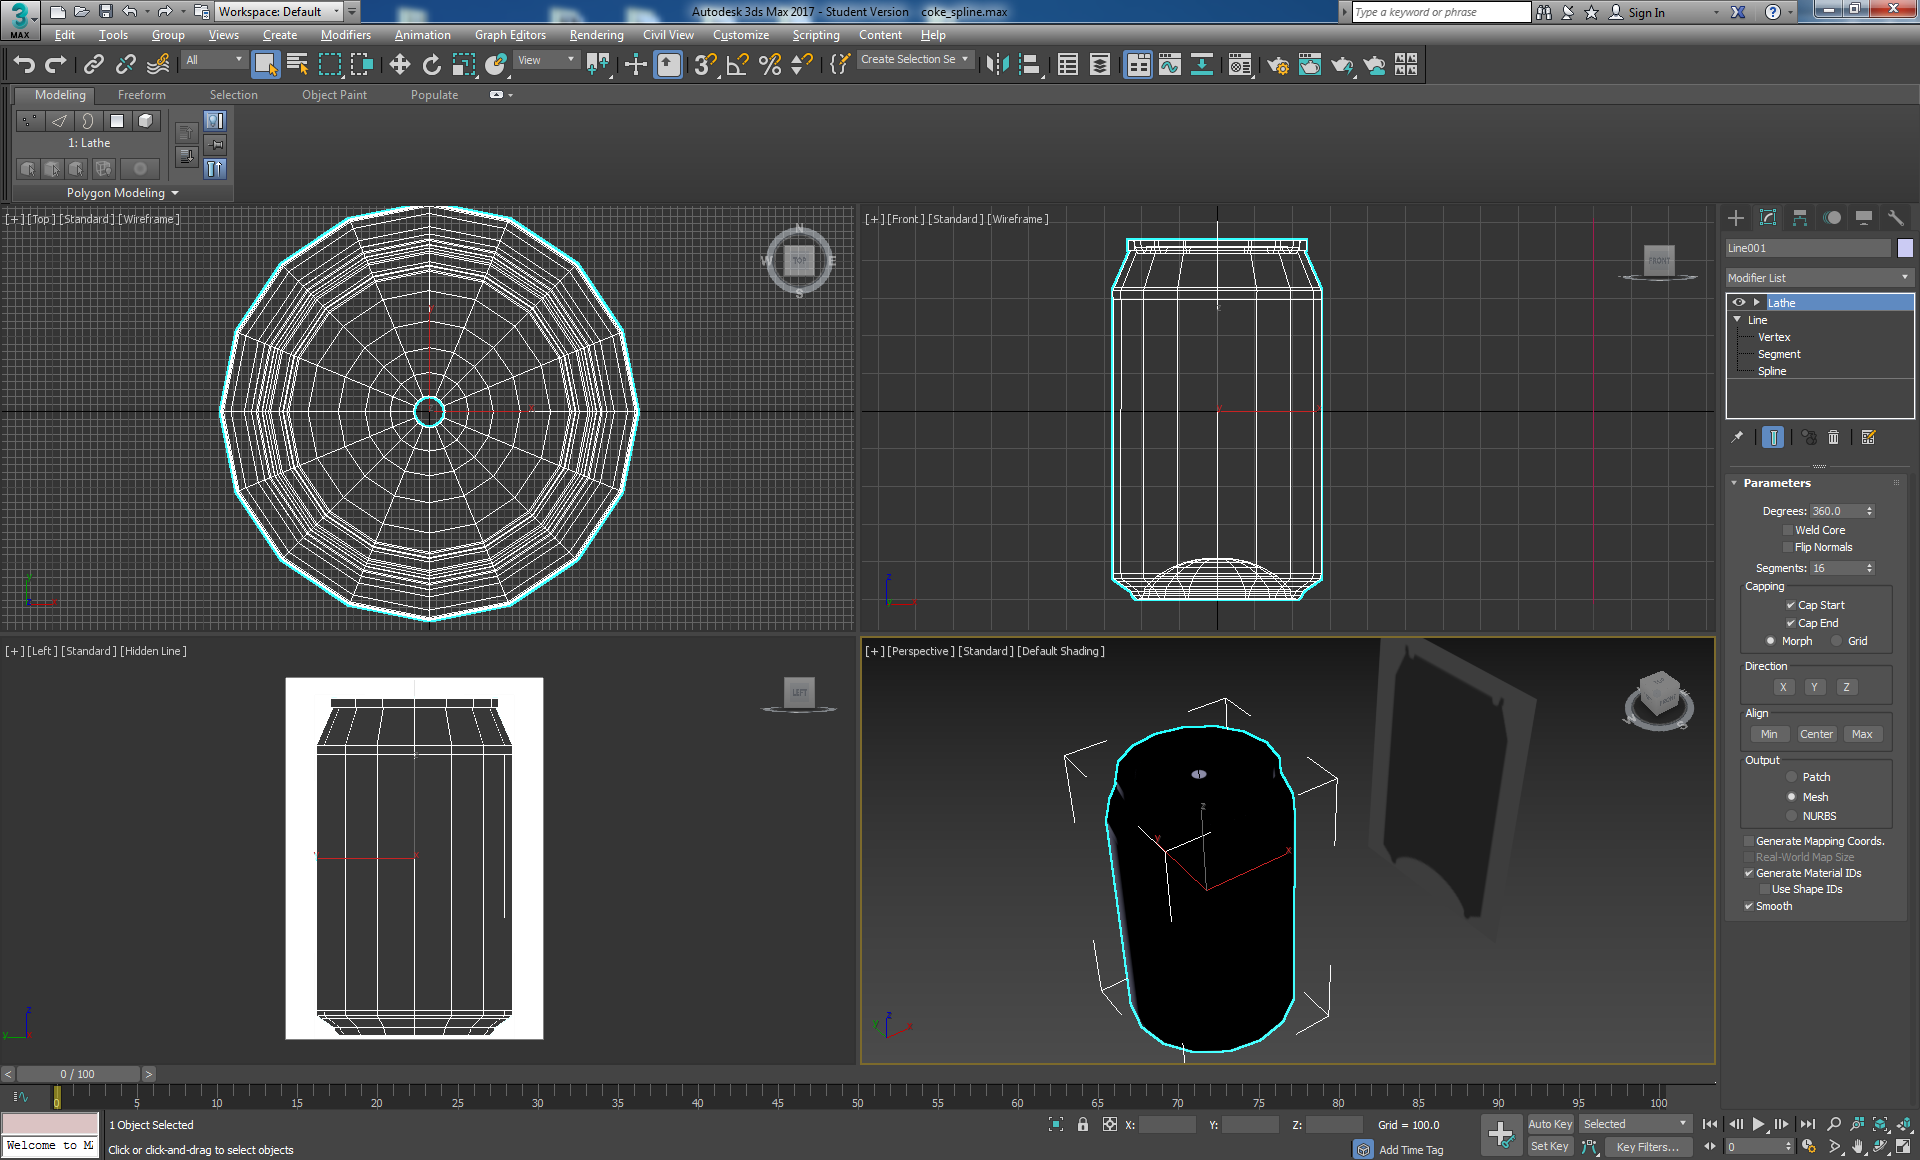 3 MAX
Workspace: Default
Autodesk 3ds Max 2017 - Student Version coke_spline.max
Type a keyword or phrase
Sign In
Edit Tools Group Views Create Modifiers Animation Graph Editors Rendering Civil View Customize Scripting Content Help
All
View
Create Selection Se
Modeling Freeform Selection Object Paint Populate
1: Lathe
Polygon Modeling
[+] [Top] [Standard] [Wireframe]
N
W TOP E
S
[+] [Front] [Standard] [Wireframe]
FRONT
[+] [Left] [Standard] [Hidden Line]
LEFT
[+] [Perspective] [Standard] [Default Shading]
Line001
Modifier List
Lathe
Line
Vertex
Segment
Spline
Parameters
Degrees: 360.0
Weld Core
Flip Normals
Segments: 16
Capping
Cap Start
Cap End
Morph Grid
Direction
X Y Z
Align
Min Center Max
Output
Patch
Mesh
NURBS
Generate Mapping Coords.
Real-World Map Size
Generate Material IDs
Use Shape IDs
Smooth
< 0 / 100 >
0 5 10 15 20 25 30 35 40 45 50 55 60 65 70 75 80 85 90 95 100
1 Object Selected
X: Y: Z: Grid = 100.0
Auto Key Selected
Welcome to M
Click or click-and-drag to select objects
Add Time Tag
Set Key Key Filters...
0